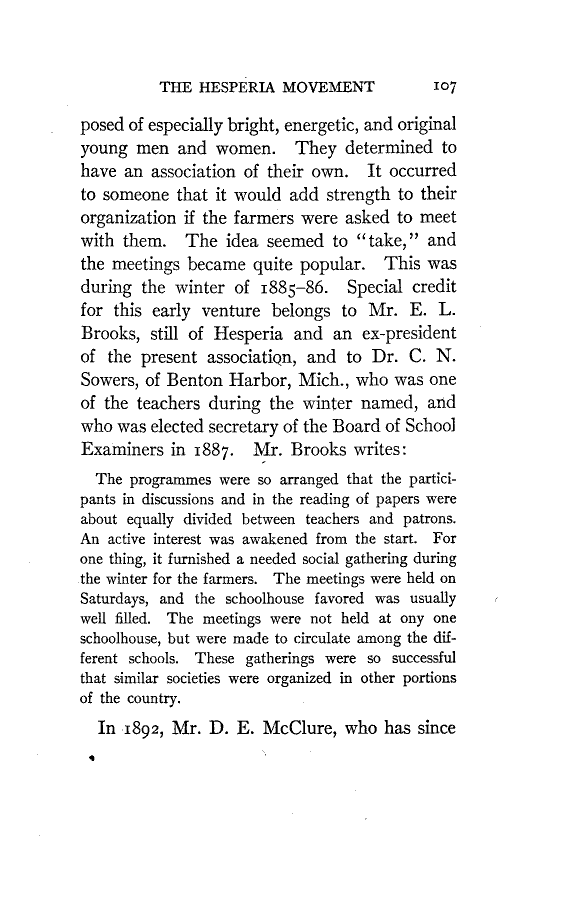 THE HESPERIA MOVEMENT 107
posed of especially bright, energetic, and original
young men and women. They determined to
have an association of their own. It occurred
to someone that it would add strength to their
organization if the farmers were asked to meet
with them. The idea seemed to “take,” and
the meetings became quite popular. This was
during the winter of 1885–86. Special credit
for this early venture belongs to Mr. E. L.
Brooks, still of Hesperia and an ex-president
of the present association, and to Dr. C. N.
Sowers, of Benton Harbor, Mich., who was one
of the teachers during the winter named, and
who was elected secretary of the Board of School
Examiners in 1887. Mr. Brooks writes:
The programmes were so arranged that the partici-
pants in discussions and in the reading of papers were
about equally divided between teachers and patrons.
An active interest was awakened from the start. For
one thing, it furnished a needed social gathering during
the winter for the farmers. The meetings were held on
Saturdays, and the schoolhouse favored was usually
well filled. The meetings were not held at ony one
schoolhouse, but were made to circulate among the dif-
ferent schools. These gatherings were so successful
that similar societies were organized in other portions
of the country.
In 1892, Mr. D. E. McClure, who has since